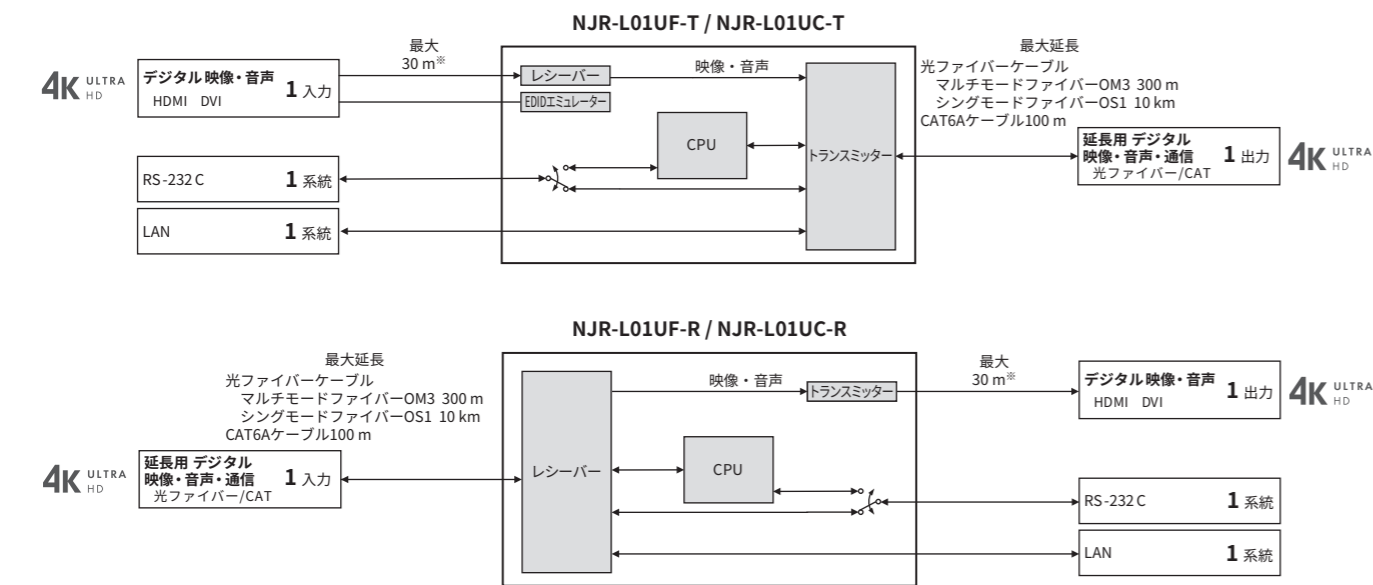 NJR-L01UF-T / NJR-L01UC-T
4K ULTRA HD
デジタル 映像・音声 1 入力
HDMI DVI
最大
30 m※
レシーバー
EDIDエミュレーター
映像・音声
CPU
トランスミッター
RS-232C 1 系統
LAN 1 系統
最大延長
光ファイバーケーブル
マルチモードファイバーOM3 300 m
シングモードファイバーOS1 10 km
CAT6Aケーブル100 m
延長用 デジタル
映像・音声・通信 1 出力
光ファイバー/CAT
4K ULTRA HD
NJR-L01UF-R / NJR-L01UC-R
最大延長
光ファイバーケーブル
マルチモードファイバーOM3 300 m
シングモードファイバーOS1 10 km
CAT6Aケーブル100 m
4K ULTRA HD
延長用 デジタル
映像・音声・通信 1 入力
光ファイバー/CAT
レシーバー
映像・音声
トランスミッター
CPU
最大
30 m※
デジタル 映像・音声 1 出力
HDMI DVI
4K ULTRA HD
RS-232C 1 系統
LAN 1 系統